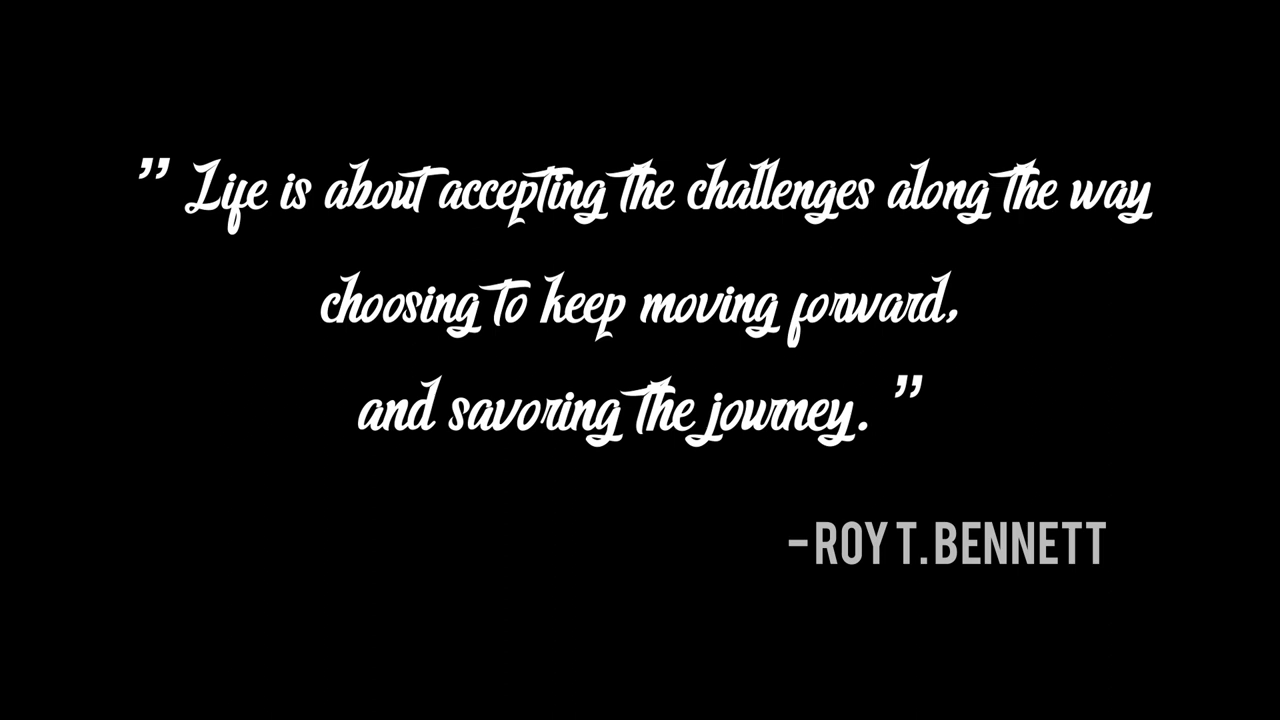 ” Life is about accepting the challenges along the way
choosing to keep moving forward,
and savoring the journey. ”
- ROY T. BENNETT